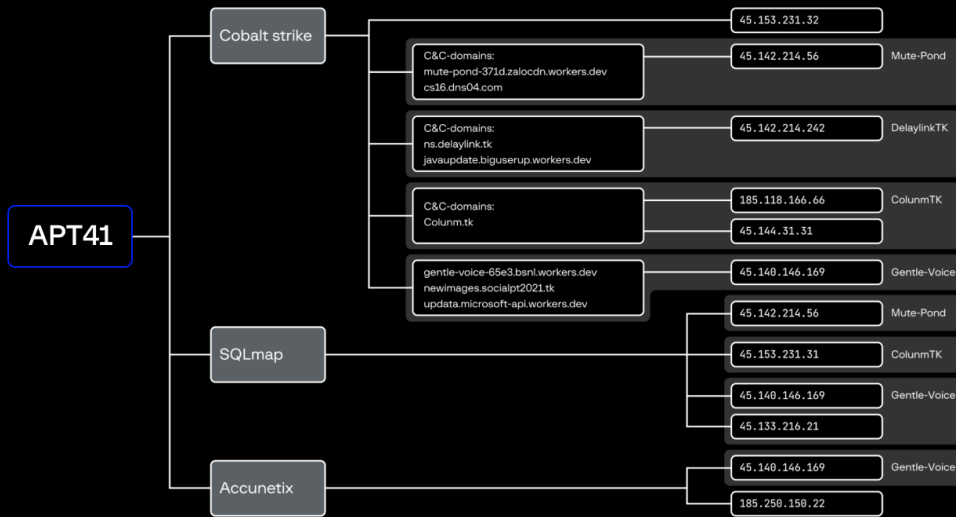 Cobalt strike
45.153.231.32
C&C-domains:
mute-pond-371d.zalocdn.workers.dev
cs16.dns04.com
45.142.214.56
Mute-Pond
C&C-domains:
ns.delaylink.tk
javaupdate.biguserup.workers.dev
45.142.214.242
DelaylinkTK
APT41
C&C-domains:
Colunm.tk
185.118.166.66
ColunmTK
45.144.31.31
gentle-voice-65e3.bsnl.workers.dev
newimages.socialpt2021.tk
updata.microsoft-api.workers.dev
45.140.146.169
Gentle-Voice
SQLmap
45.142.214.56
Mute-Pond
45.153.231.31
ColunmTK
45.140.146.169
Gentle-Voice
45.133.216.21
Accunetix
45.140.146.169
Gentle-Voice
185.250.150.22